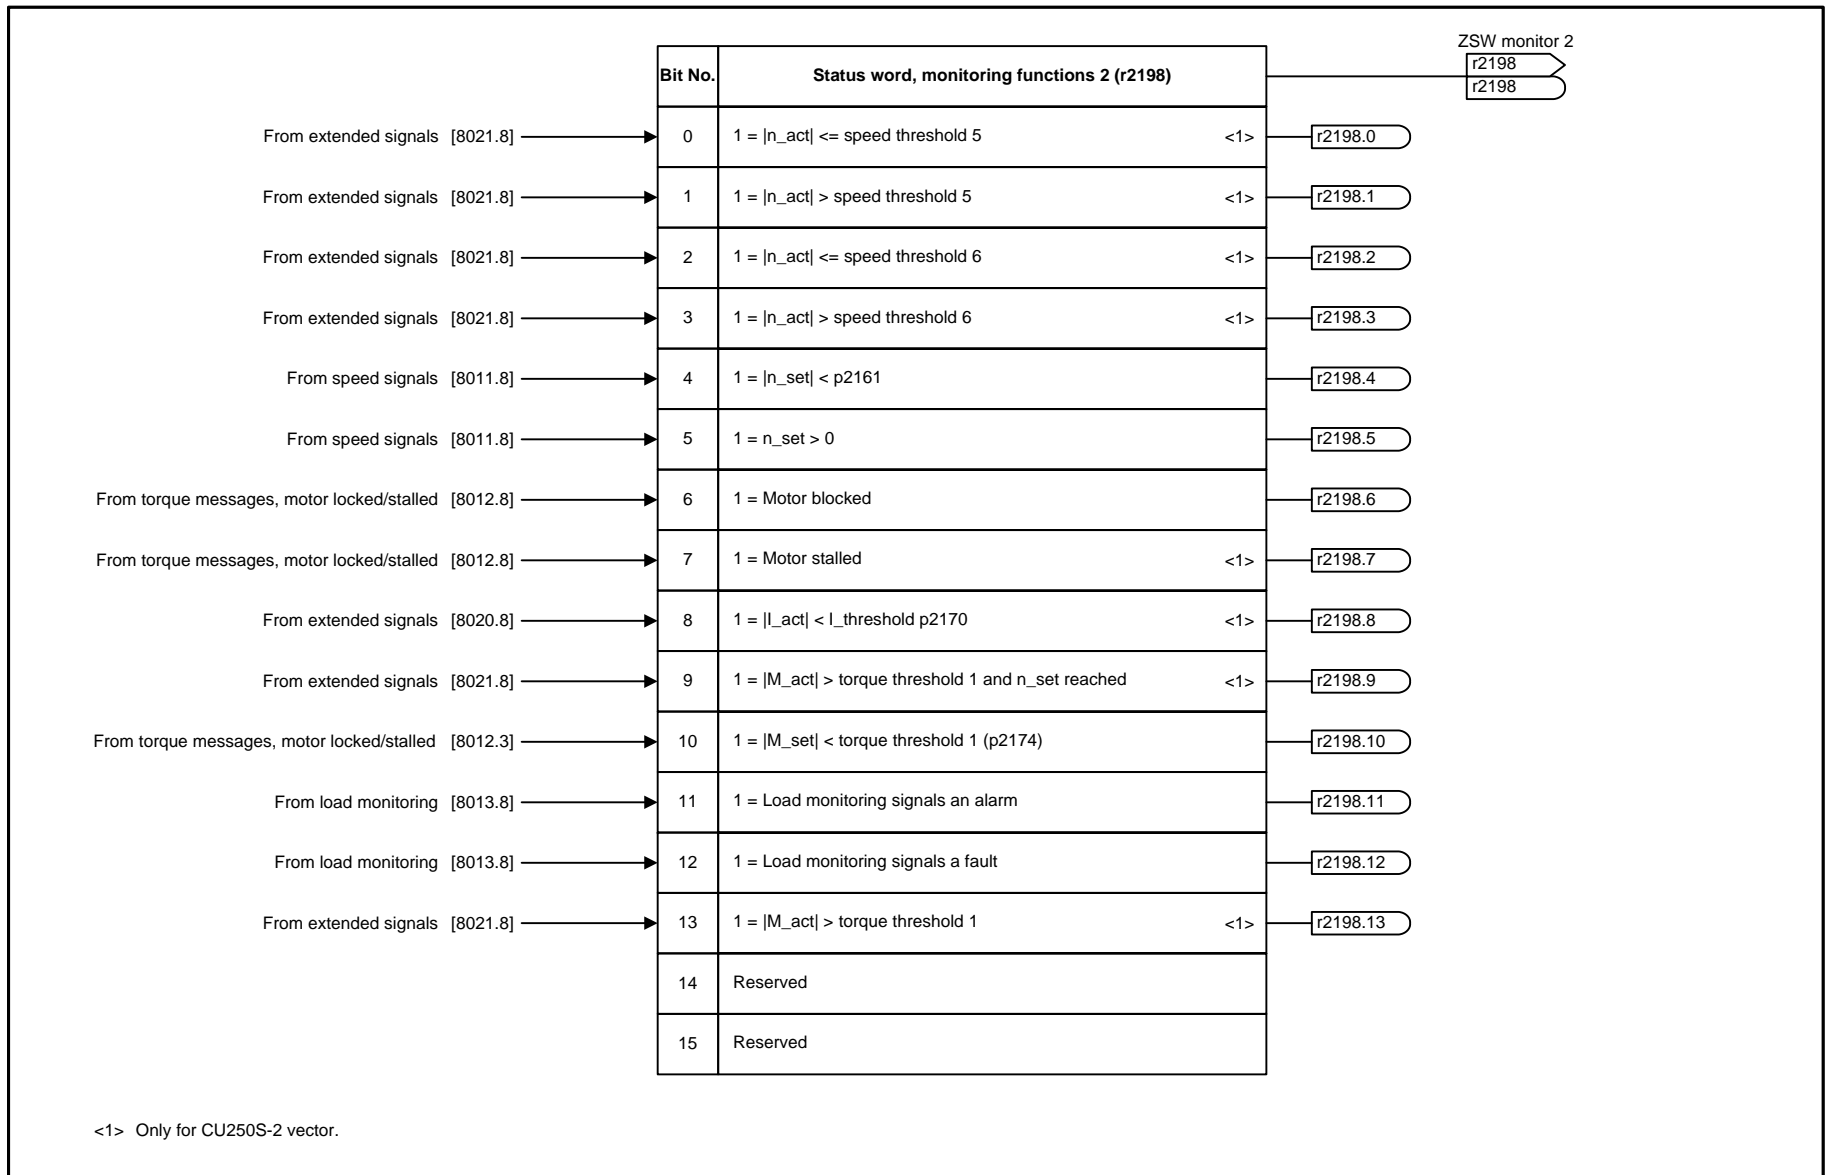 ZSW monitor 2
Bit No. Status word, monitoring functions 2 (r2198) r2198
r2198
From extended signals [8021.8] 0 1 = |n_act| <= speed threshold 5 <1> r2198.0
From extended signals [8021.8] 1 1 = |n_act| > speed threshold 5 <1> r2198.1
From extended signals [8021.8] 2 1 = |n_act| <= speed threshold 6 <1> r2198.2
From extended signals [8021.8] 3 1 = |n_act| > speed threshold 6 <1> r2198.3
From speed signals [8011.8] 4 1 = |n_set| < p2161 r2198.4
From speed signals [8011.8] 5 1 = n_set > 0 r2198.5
From torque messages, motor locked/stalled [8012.8] 6 1 = Motor blocked r2198.6
From torque messages, motor locked/stalled [8012.8] 7 1 = Motor stalled <1> r2198.7
From extended signals [8020.8] 8 1 = |I_act| < I_threshold p2170 <1> r2198.8
From extended signals [8021.8] 9 1 = |M_act| > torque threshold 1 and n_set reached <1> r2198.9
From torque messages, motor locked/stalled [8012.3] 10 1 = |M_set| < torque threshold 1 (p2174) r2198.10
From load monitoring [8013.8] 11 1 = Load monitoring signals an alarm r2198.11
From load monitoring [8013.8] 12 1 = Load monitoring signals a fault r2198.12
From extended signals [8021.8] 13 1 = |M_act| > torque threshold 1 <1> r2198.13
14 Reserved
15 Reserved
<1> Only for CU250S-2 vector.